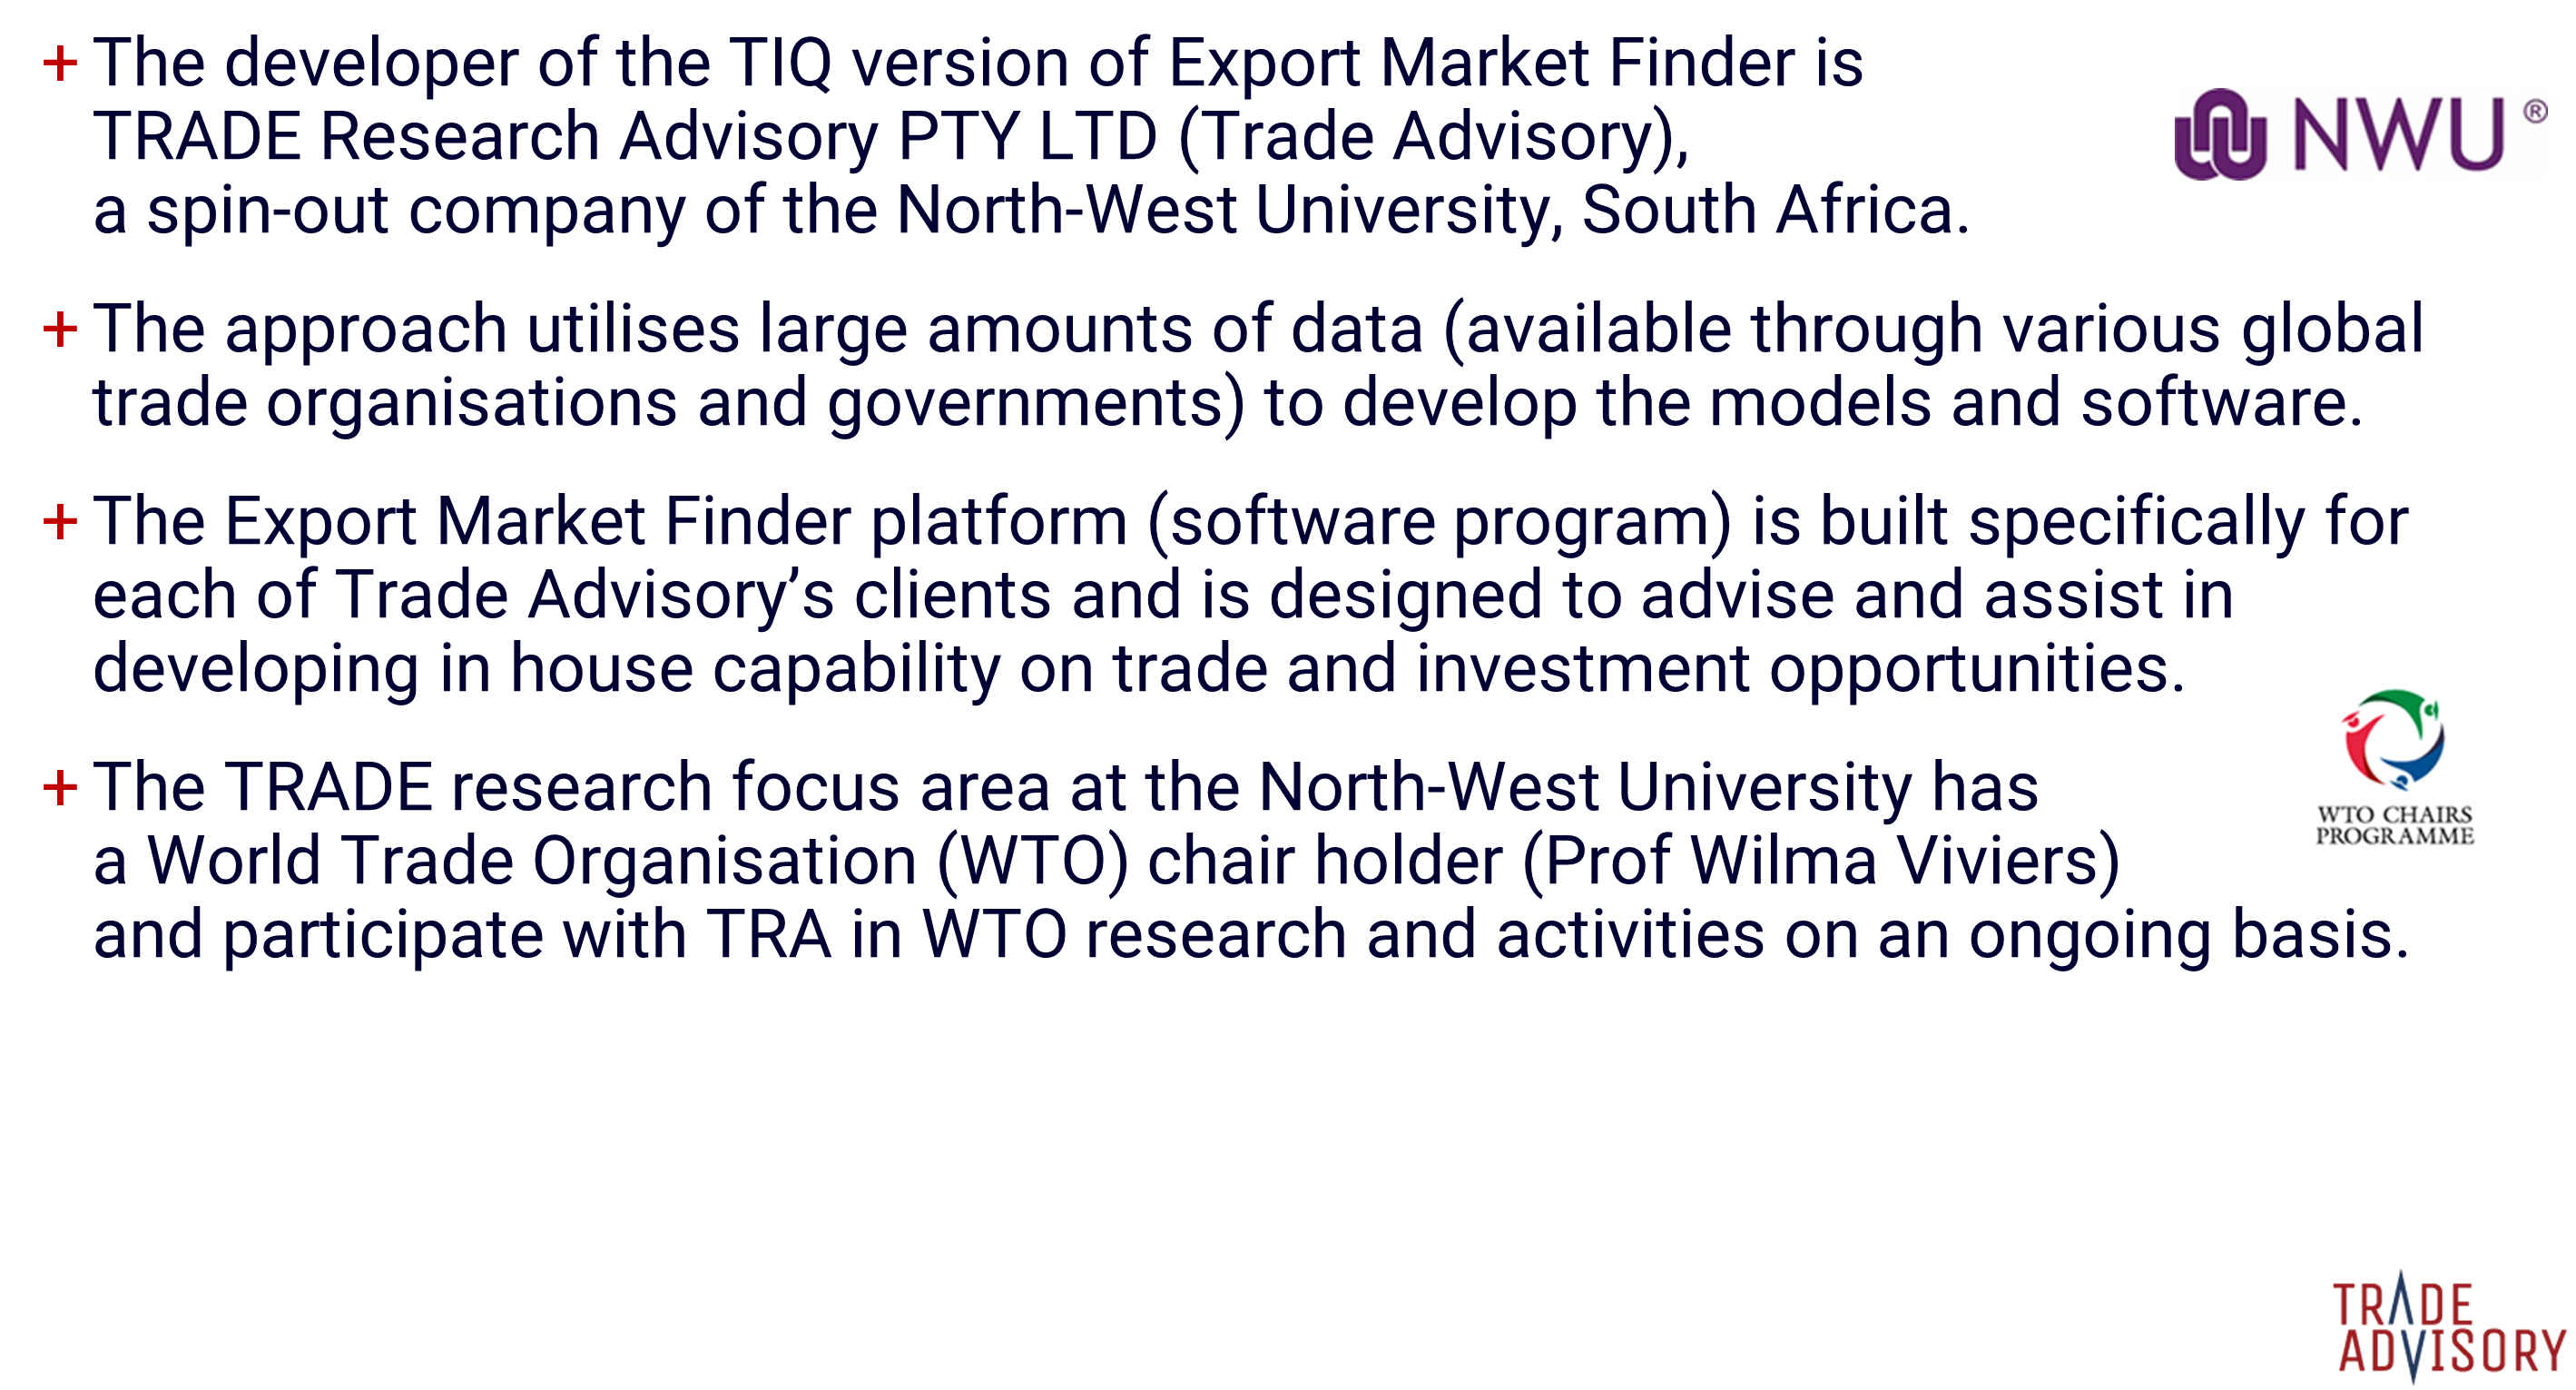 + The developer of the TIQ version of Export Market Finder is
TRADE Research Advisory PTY LTD (Trade Advisory),
a spin-out company of the North-West University, South Africa.
NWU ®
+ The approach utilises large amounts of data (available through various global
trade organisations and governments) to develop the models and software.
+ The Export Market Finder platform (software program) is built specifically for
each of Trade Advisory’s clients and is designed to advise and assist in
developing in house capability on trade and investment opportunities.
+ The TRADE research focus area at the North-West University has
a World Trade Organisation (WTO) chair holder (Prof Wilma Viviers)
and participate with TRA in WTO research and activities on an ongoing basis.
WTO CHAIRS
PROGRAMME
TRADE
ADVISORY